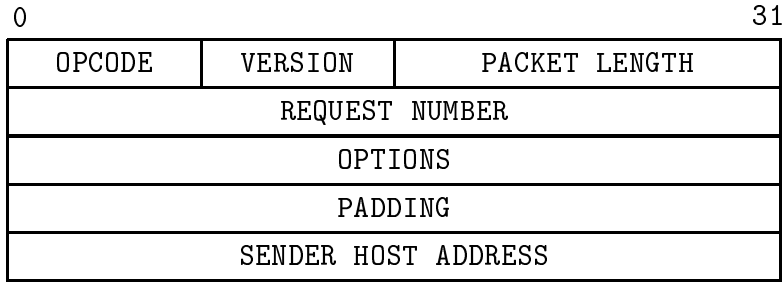 0 31
OPCODE VERSION PACKET LENGTH
REQUEST NUMBER
OPTIONS
PADDING
SENDER HOST ADDRESS